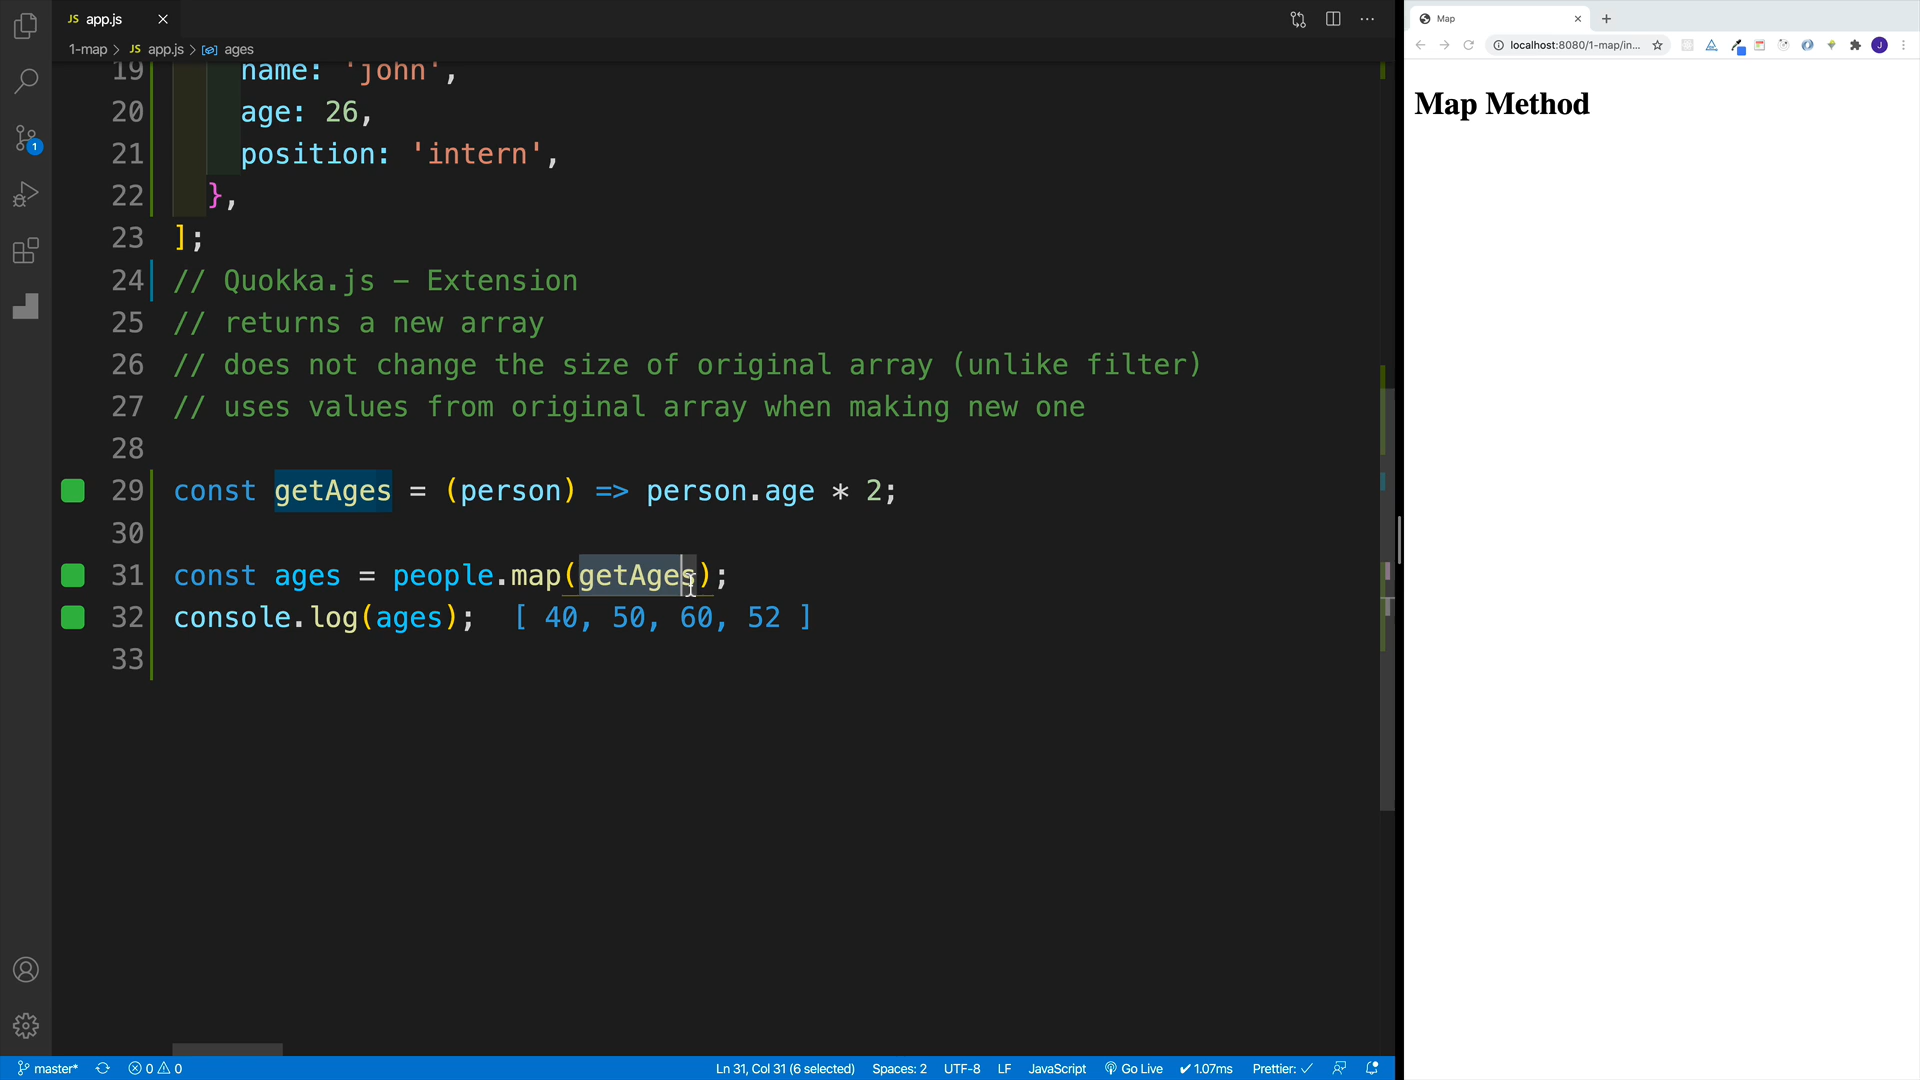 JS app.js
1-map > JS app.js > ages
19 name: 'john',
20 age: 26,
21 position: 'intern',
22 },
23 ];
24 // Quokka.js - Extension
25 // returns a new array
26 // does not change the size of original array (unlike filter)
27 // uses values from original array when making new one
28
29 const getAges = (person) => person.age * 2;
30
31 const ages = people.map(getAges);
32 console.log(ages); [ 40, 50, 60, 52 ]
33
1
master* 0 0 Ln 31, Col 31 (6 selected) Spaces: 2 UTF-8 LF JavaScript Go Live ✔ 1.07ms Prettier: ✓
Map
localhost:8080/1-map/in...
J
Map Method